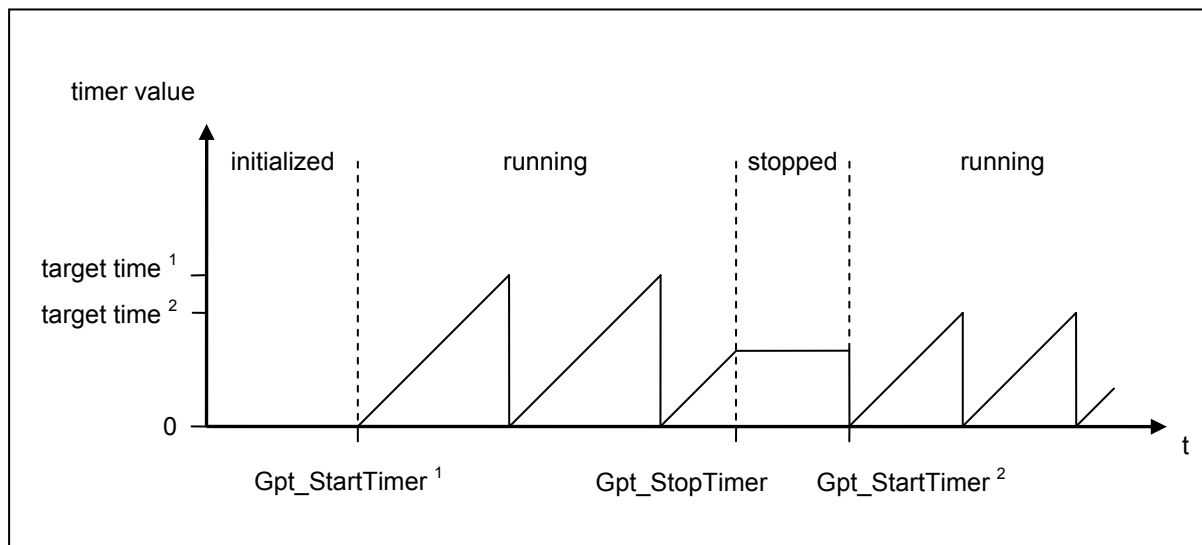 timer value
initialized running stopped running
target time 1
target time 2
0
t
Gpt_StartTimer 1 Gpt_StopTimer Gpt_StartTimer 2